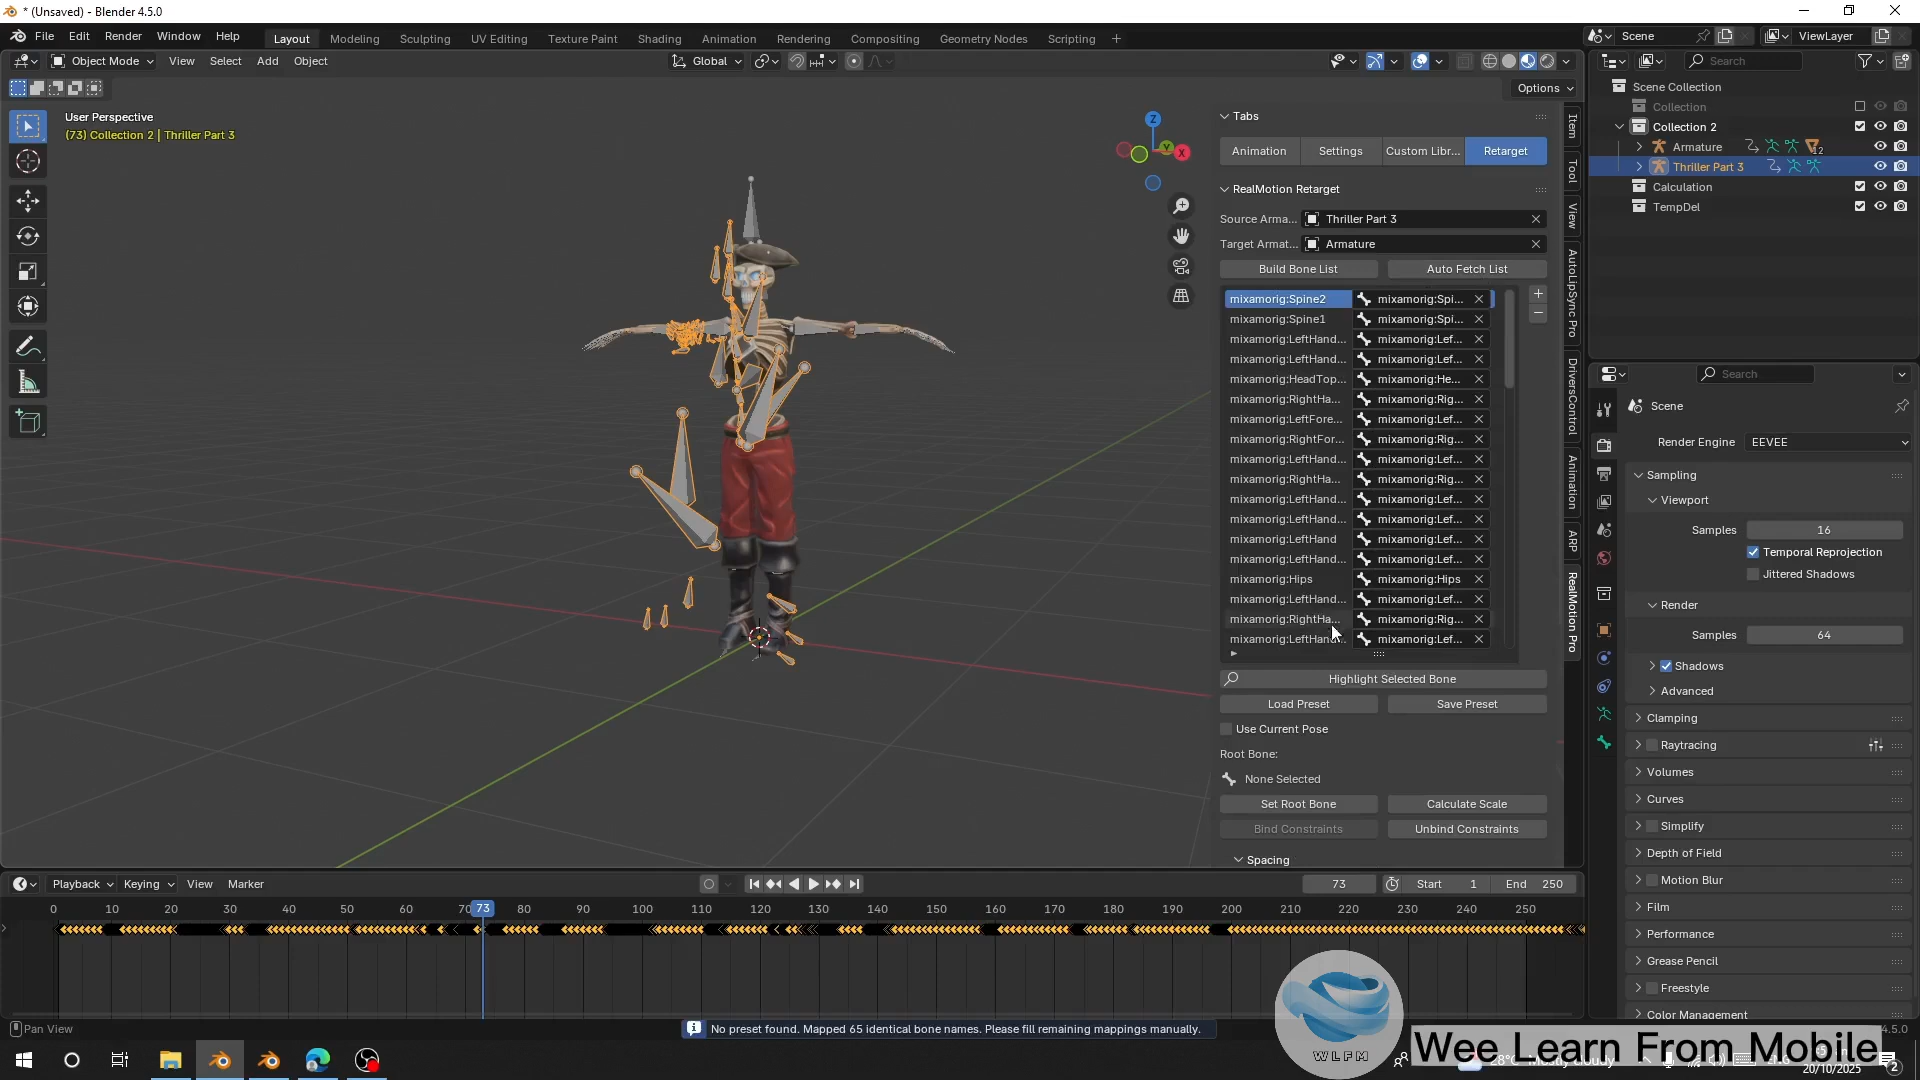 * (Unsaved) - Blender 4.5.0
File Edit Render Window Help
Layout Modeling Sculpting UV Editing Texture Paint Shading Animation Rendering Compositing Geometry Nodes Scripting +
Scene ViewLayer
Object Mode View Select Add Object Global
Search
Options
User Perspective
(73) Collection 2 | Thriller Part 3
Z
Y
X
Tabs
Animation Settings Custom Libr... Retarget
RealMotion Retarget
Source Arma... Thriller Part 3
Target Armat... Armature
Build Bone List Auto Fetch List
mixamorig:Spine2 mixamorig:Spi...
mixamorig:Spine1 mixamorig:Spi...
mixamorig:LeftHand... mixamorig:Lef...
mixamorig:LeftHand... mixamorig:Lef...
mixamorig:HeadTop... mixamorig:He...
mixamorig:RightHa... mixamorig:Rig...
mixamorig:LeftFore... mixamorig:Lef...
mixamorig:RightFor... mixamorig:Rig...
mixamorig:LeftHand... mixamorig:Lef...
mixamorig:RightHa... mixamorig:Rig...
mixamorig:LeftHand... mixamorig:Lef...
mixamorig:LeftHand... mixamorig:Lef...
mixamorig:LeftHand mixamorig:Lef...
mixamorig:LeftHand... mixamorig:Lef...
mixamorig:Hips mixamorig:Hips
mixamorig:LeftHand... mixamorig:Lef...
mixamorig:RightHa... mixamorig:Rig...
mixamorig:LeftHand... mixamorig:Lef...
Highlight Selected Bone
Load Preset Save Preset
Use Current Pose
Root Bone:
None Selected
Set Root Bone Calculate Scale
Bind Constraints Unbind Constraints
Spacing
Item
Tool
View
AutoLipSync Pro
DriversControl
Animation
ARP
RealMotion Pro
Scene Collection
Collection
Collection 2
Armature 12
Thriller Part 3
Calculation
TempDel
Search
Scene
Render Engine EEVEE
Sampling
Viewport
Samples 16
Temporal Reprojection
Jittered Shadows
Render
Samples 64
Shadows
Advanced
Clamping
Raytracing
Volumes
Curves
Simplify
Depth of Field
Motion Blur
Film
Performance
Grease Pencil
Freestyle
Color Management
Playback Keying View Marker 73 Start 1 End 250
0 10 20 30 40 50 60 70 73 80 90 100 110 120 130 140 150 160 170 180 190 200 210 220 230 240 250
Pan View
No preset found. Mapped 65 identical bone names. Please fill remaining mappings manually.
4.5.0
WLFM
Wee Learn From Mobile
20/10/2025
2